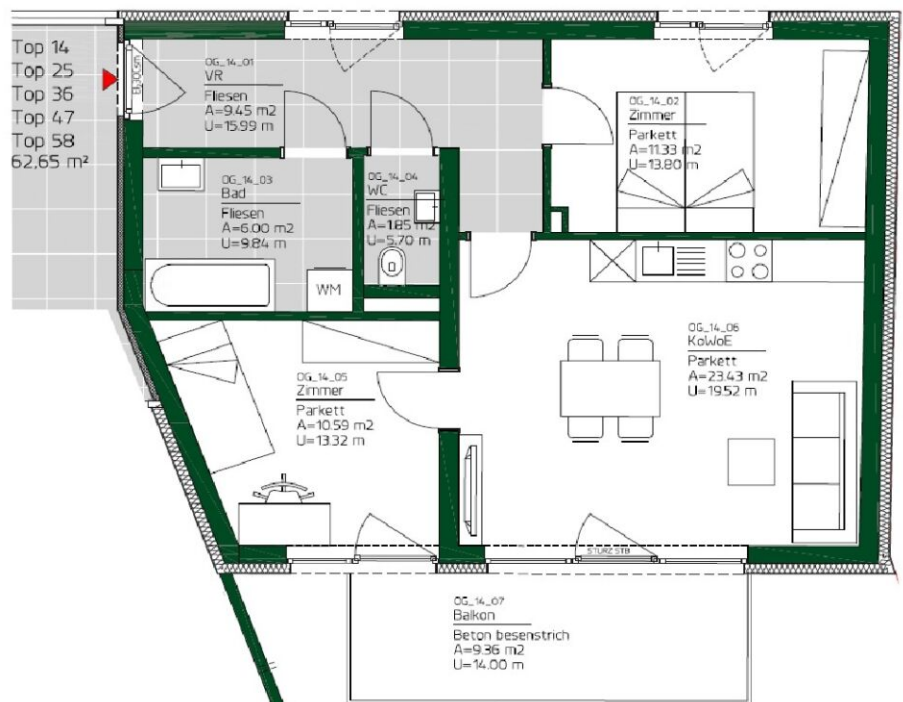 Top 14
Top 25
Top 36
Top 47
Top 58
62.65 m²
OG_14_01
VR
Fliesen
A=9.45 m2
U=15.99 m
OG_14_02
Zimmer
Parkett
A=11.33 m2
U=13.80 m
OG_14_03
Bad
Fliesen
A=6.00 m2
U=9.84 m
WM
OG_14_04
WC
Fliesen
A=1.85 m2
U=5.70 m
OG_14_05
Zimmer
Parkett
A=10.59 m2
U=13.32 m
OG_14_06
KoWoE
Parkett
A=23.43 m2
U=19.52 m
STURZ STB
OG_14_07
Balkon
Beton besenstrich
A=9.36 m2
U=14.00 m